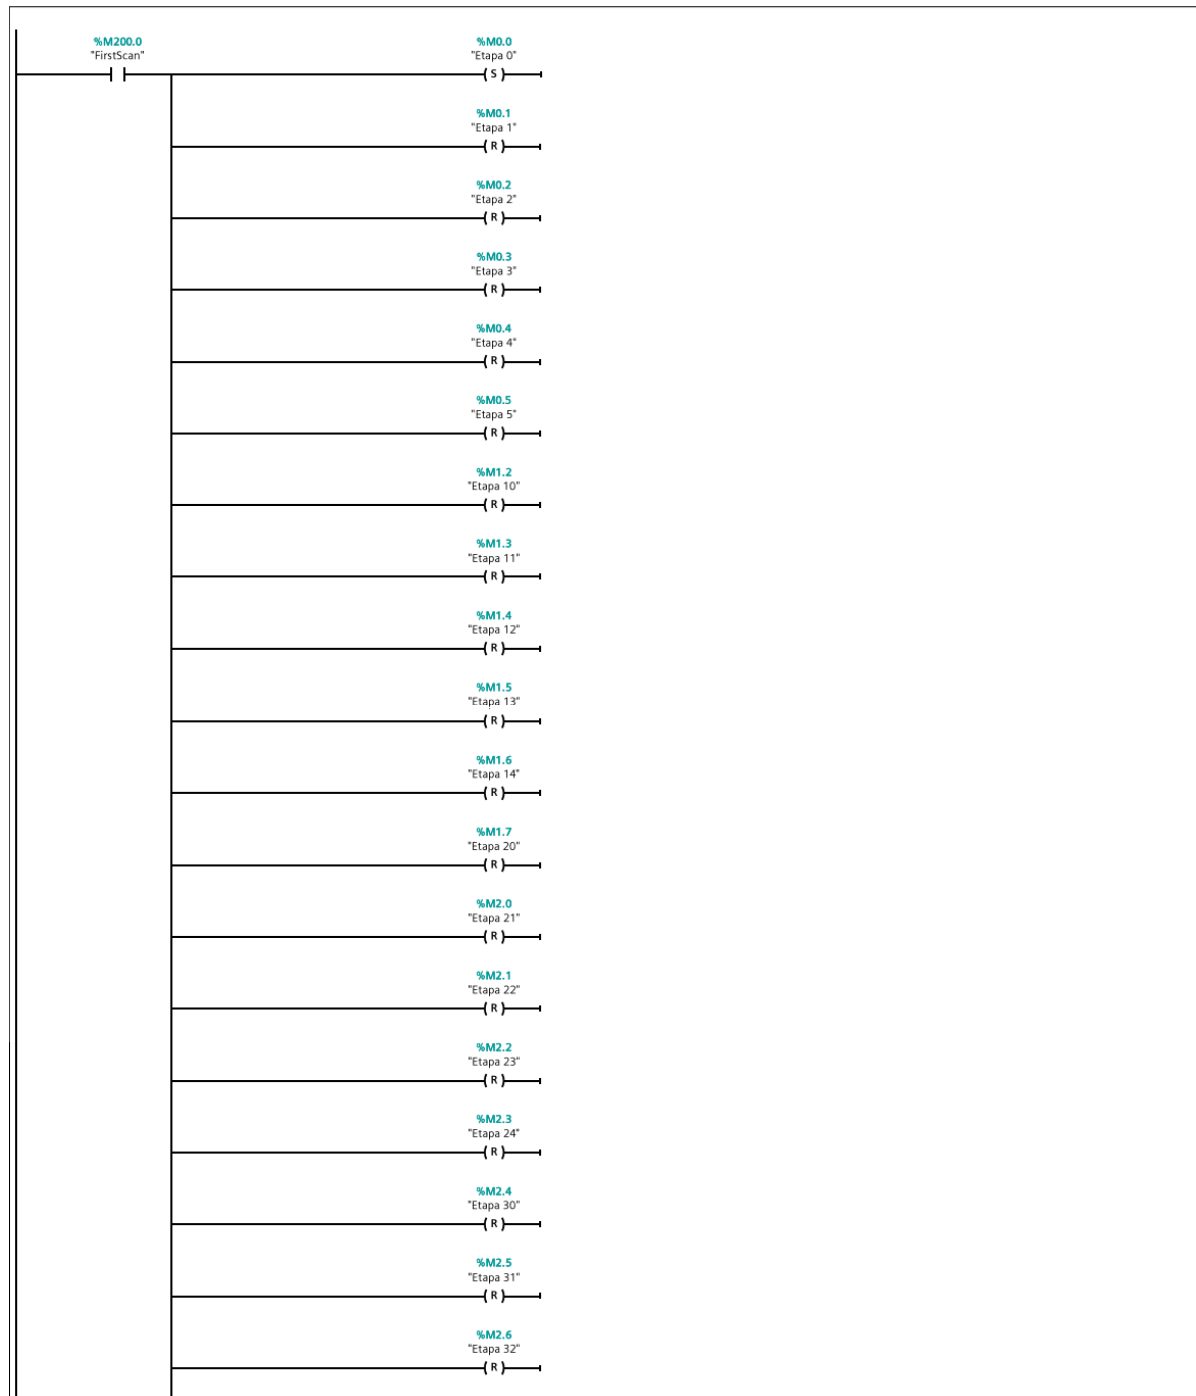 %M200.0
"FirstScan"
%M0.0
"Etapa 0"
S
%M0.1
"Etapa 1"
R
%M0.2
"Etapa 2"
R
%M0.3
"Etapa 3"
R
%M0.4
"Etapa 4"
R
%M0.5
"Etapa 5"
R
%M1.2
"Etapa 10"
R
%M1.3
"Etapa 11"
R
%M1.4
"Etapa 12"
R
%M1.5
"Etapa 13"
R
%M1.6
"Etapa 14"
R
%M1.7
"Etapa 20"
R
%M2.0
"Etapa 21"
R
%M2.1
"Etapa 22"
R
%M2.2
"Etapa 23"
R
%M2.3
"Etapa 24"
R
%M2.4
"Etapa 30"
R
%M2.5
"Etapa 31"
R
%M2.6
"Etapa 32"
R